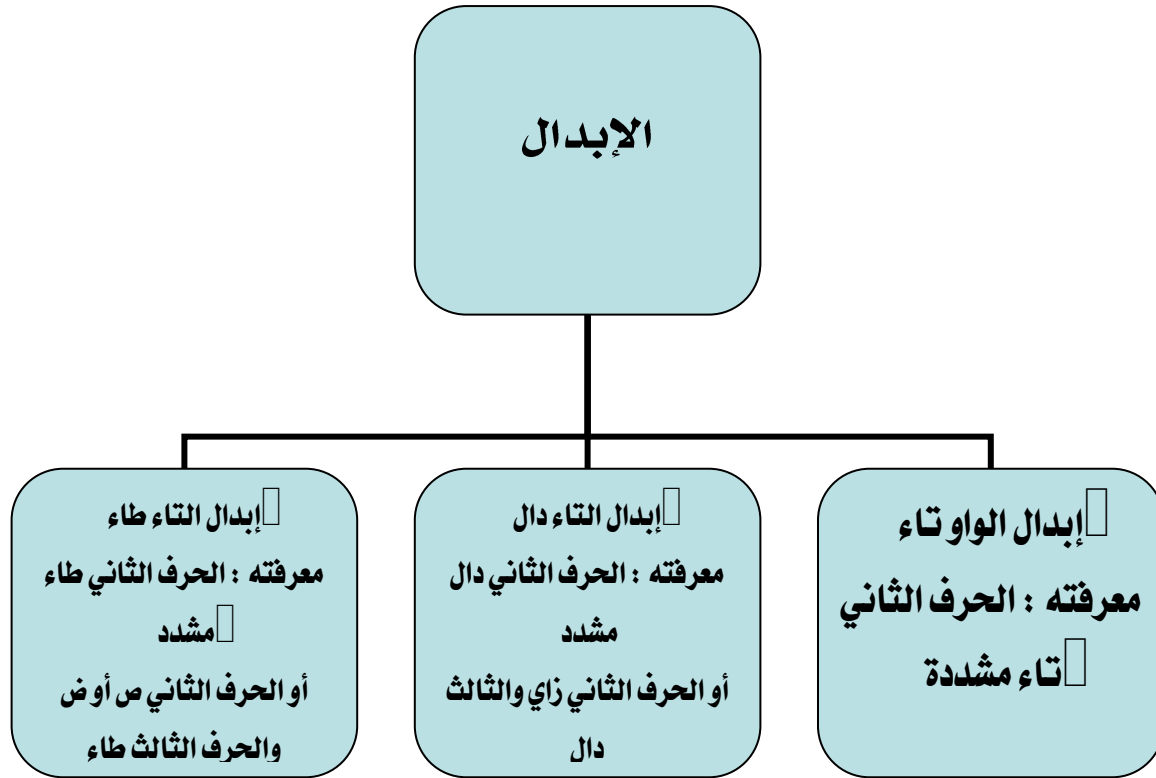 الإبدال
إبدال الواو تاء
معرفته : الحرف الثاني
تاء مشددة
إبدال التاء دال
معرفته : الحرف الثاني دال
مشدد
أو الحرف الثاني زاي والثالث
دال
إبدال التاء طاء
معرفته : الحرف الثاني طاء
مشدد
أو الحرف الثاني ص أو ض
والحرف الثالث طاء